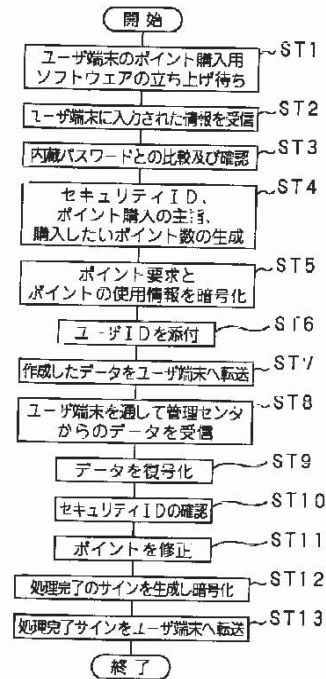 開始
ユーザ端末のポイント購入用 ST1
ソフトウェアの立ち上げ待ち
ユーザ端末に入力された情報を受信 ST2
内蔵パスワードとの比較及び確認 ST3
セキュリティID、 ST4
ポイント購入の主旨、
購入したいポイント数の生成
ポイント要求と ST5
ポイントの使用情報を暗号化
ユーザIDを添付 ST6
作成したデータをユーザ端末へ転送 ST7
ユーザ端末を通して管理センタ ST8
からのデータを受信
データを復号化 ST9
セキュリティIDの確認 ST10
ポイントを修正 ST11
処理完了のサインを生成し暗号化 ST12
処理完了サインをユーザ端末へ転送 ST13
終了